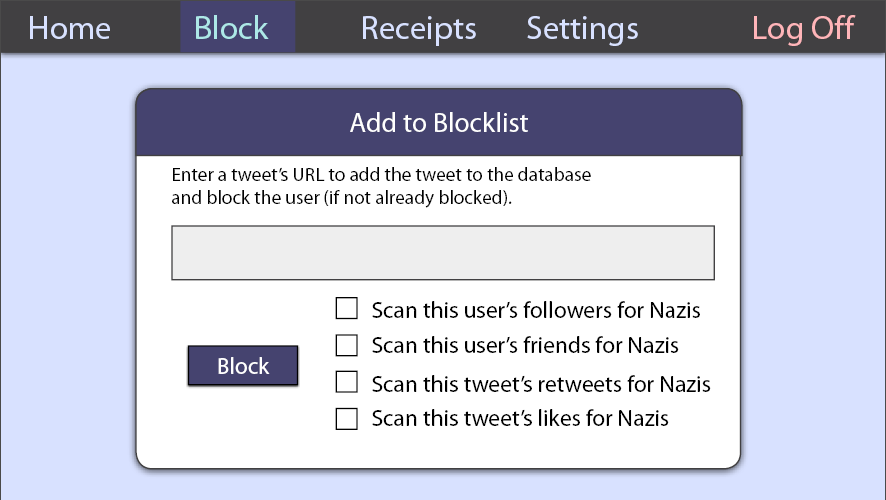 Home Block Receipts Settings Log Off
Add to Blocklist
Enter a tweet’s URL to add the tweet to the database
and block the user (if not already blocked).
Scan this user’s followers for Nazis
Scan this user’s friends for Nazis
Block
Scan this tweet’s retweets for Nazis
Scan this tweet’s likes for Nazis